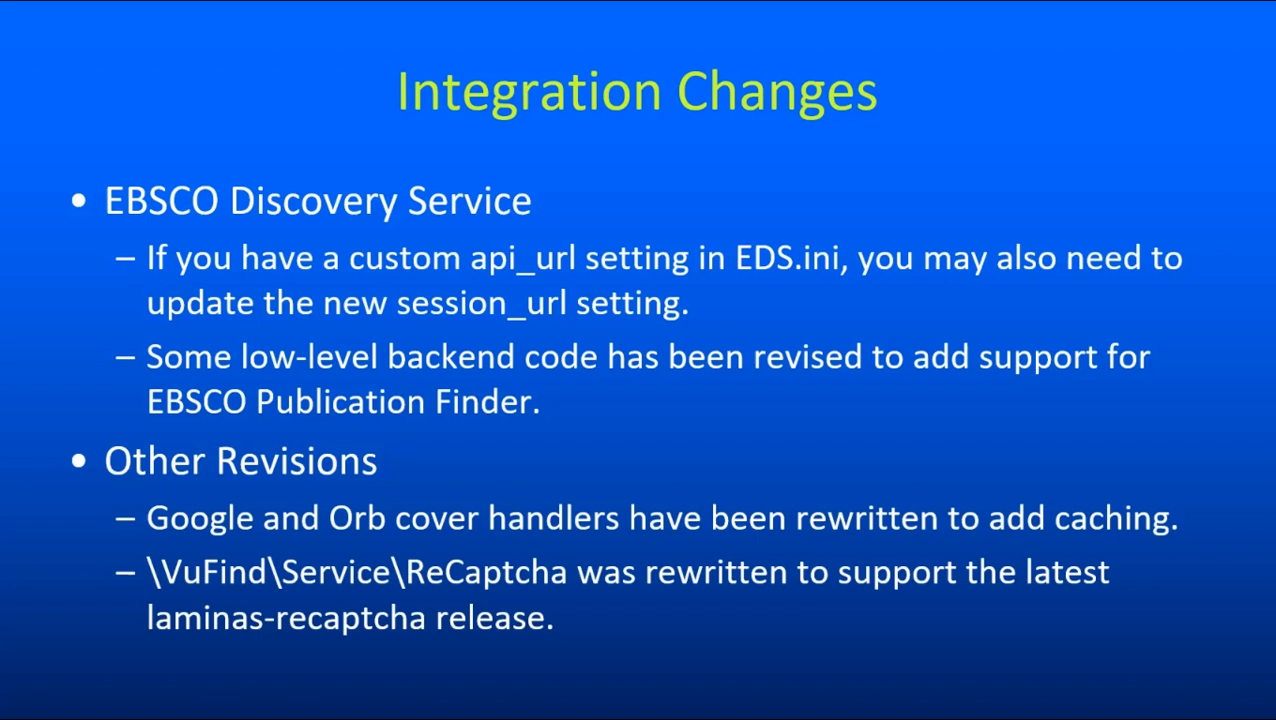 Integration Changes
• EBSCO Discovery Service
– If you have a custom api_url setting in EDS.ini, you may also need to
update the new session_url setting.
– Some low-level backend code has been revised to add support for
EBSCO Publication Finder.
• Other Revisions
– Google and Orb cover handlers have been rewritten to add caching.
– \VuFind\Service\ReCaptcha was rewritten to support the latest
laminas-recaptcha release.